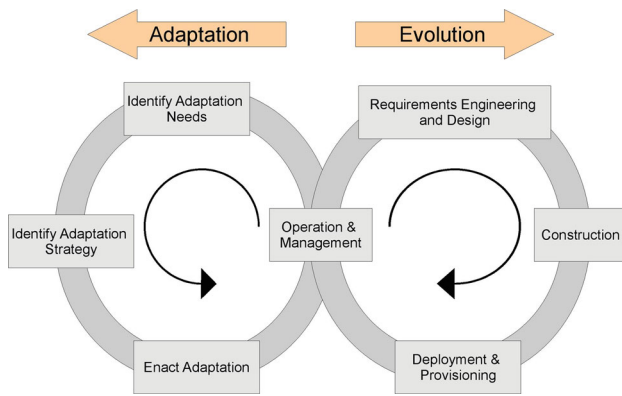 Adaptation
Evolution
Identify Adaptation
Needs
Requirements Engineering
and Design
Identify Adaptation
Strategy
Operation &
Management
Construction
Enact Adaptation
Deployment &
Provisioning